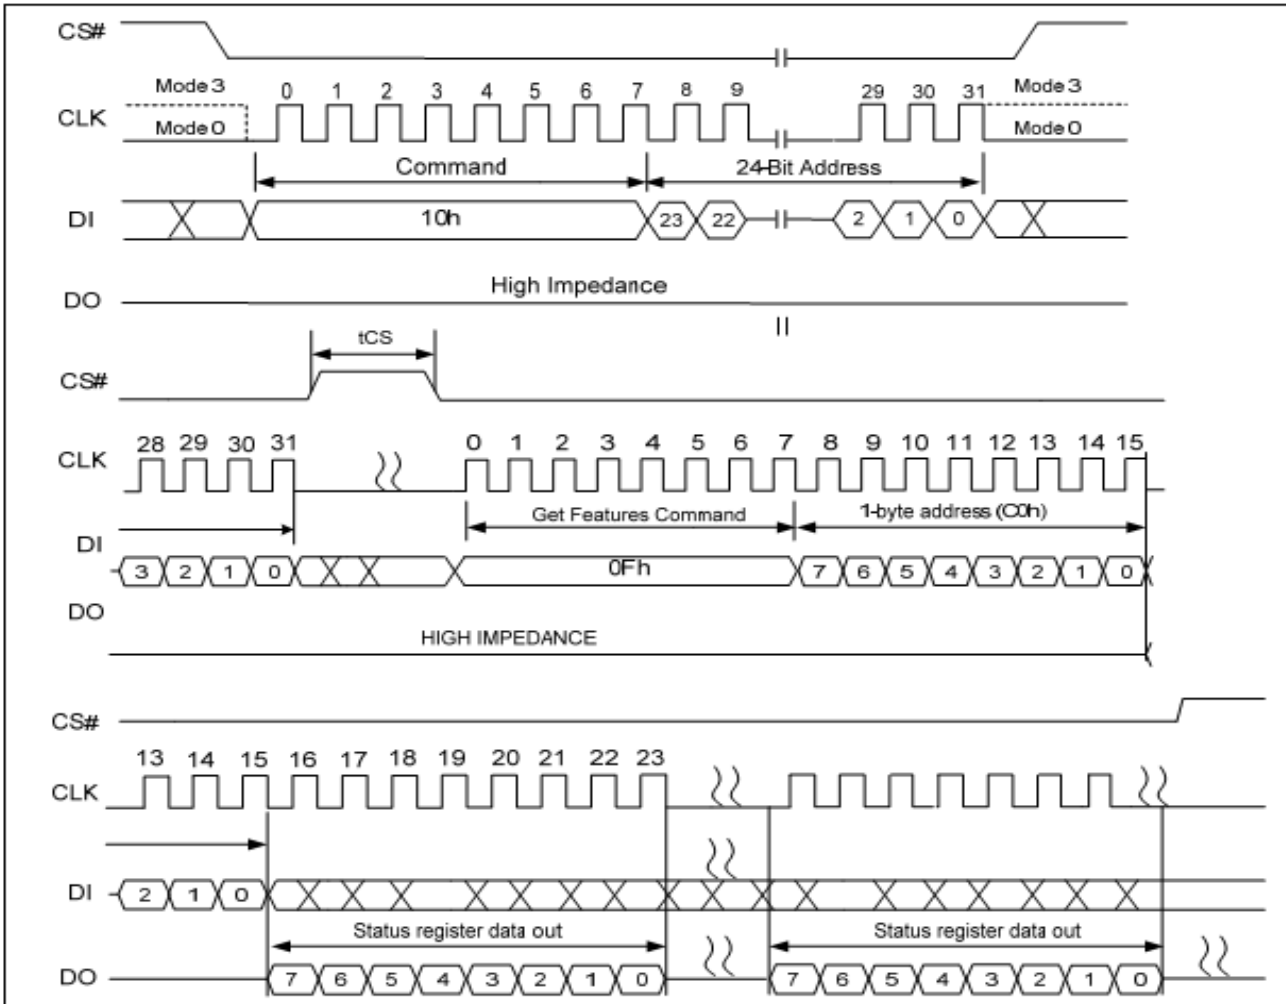 CS#
Mode 3
0 1 2 3 4 5 6 7 8 9 29 30 31
Mode 3
CLK
Mode 0
Mode 0
Command
24-Bit Address
DI
10h
23 22 2 1 0
High Impedance
DO
tCS
CS#
28 29 30 31 0 1 2 3 4 5 6 7 8 9 10 11 12 13 14 15
CLK
Get Features Command
1-byte address (C0h)
DI
3 2 1 0
0Fh
7 6 5 4 3 2 1 0
DO
HIGH IMPEDANCE
CS#
13 14 15 16 17 18 19 20 21 22 23
CLK
DI
2 1 0
Status register data out
Status register data out
DO
7 6 5 4 3 2 1 0
7 6 5 4 3 2 1 0